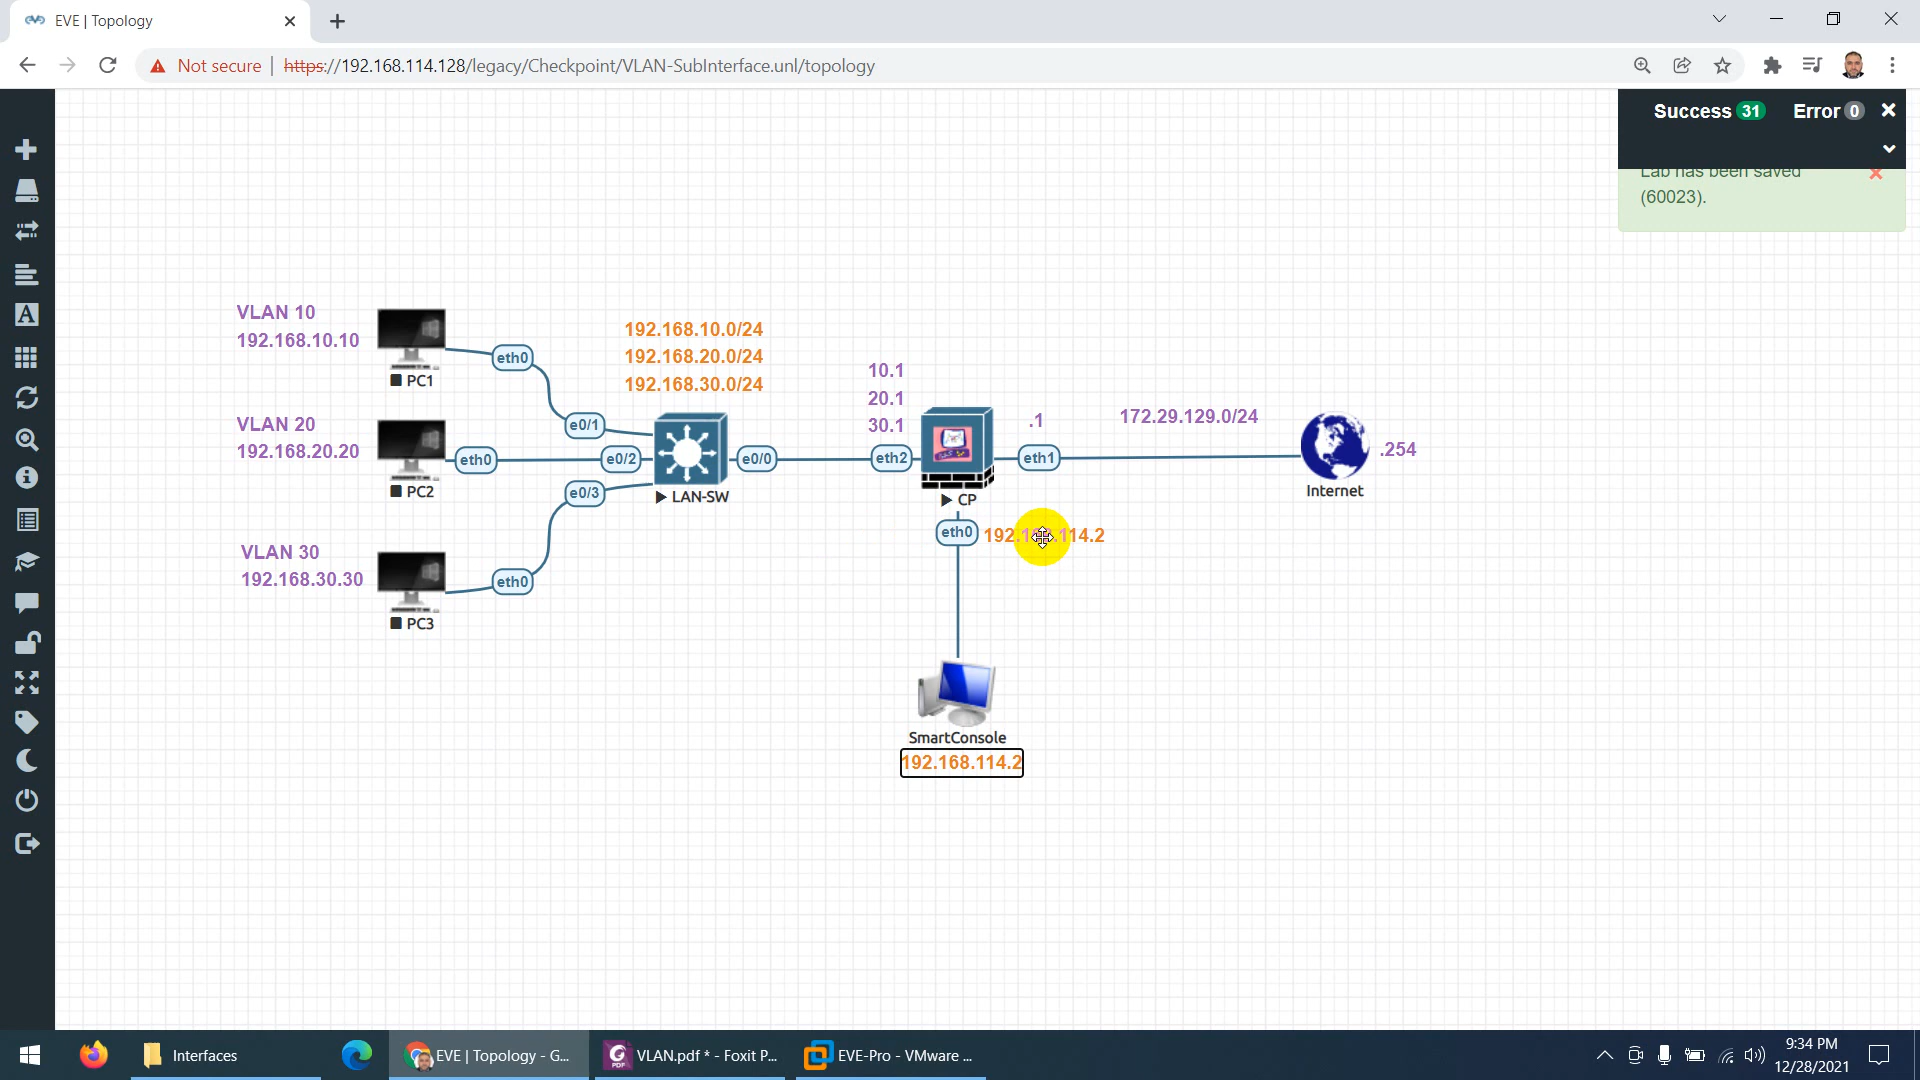 EVE | Topology
Not secure | https://192.168.114.128/legacy/Checkpoint/VLAN-SubInterface.unl/topology
Success 31 Error 0
Lab has been saved
(60023).
VLAN 10
192.168.10.10
PC1
eth0
VLAN 20
192.168.20.20
PC2
eth0
VLAN 30
192.168.30.30
PC3
eth0
192.168.10.0/24
192.168.20.0/24
192.168.30.0/24
e0/1
e0/2
e0/3
LAN-SW
e0/0
10.1
20.1
30.1
eth2
CP
.1
eth1
172.29.129.0/24
.254
Internet
eth0
192.168.114.2
SmartConsole
192.168.114.2
Interfaces
EVE | Topology - G...
VLAN.pdf * - Foxit P...
EVE-Pro - VMware ...
9:34 PM
12/28/2021